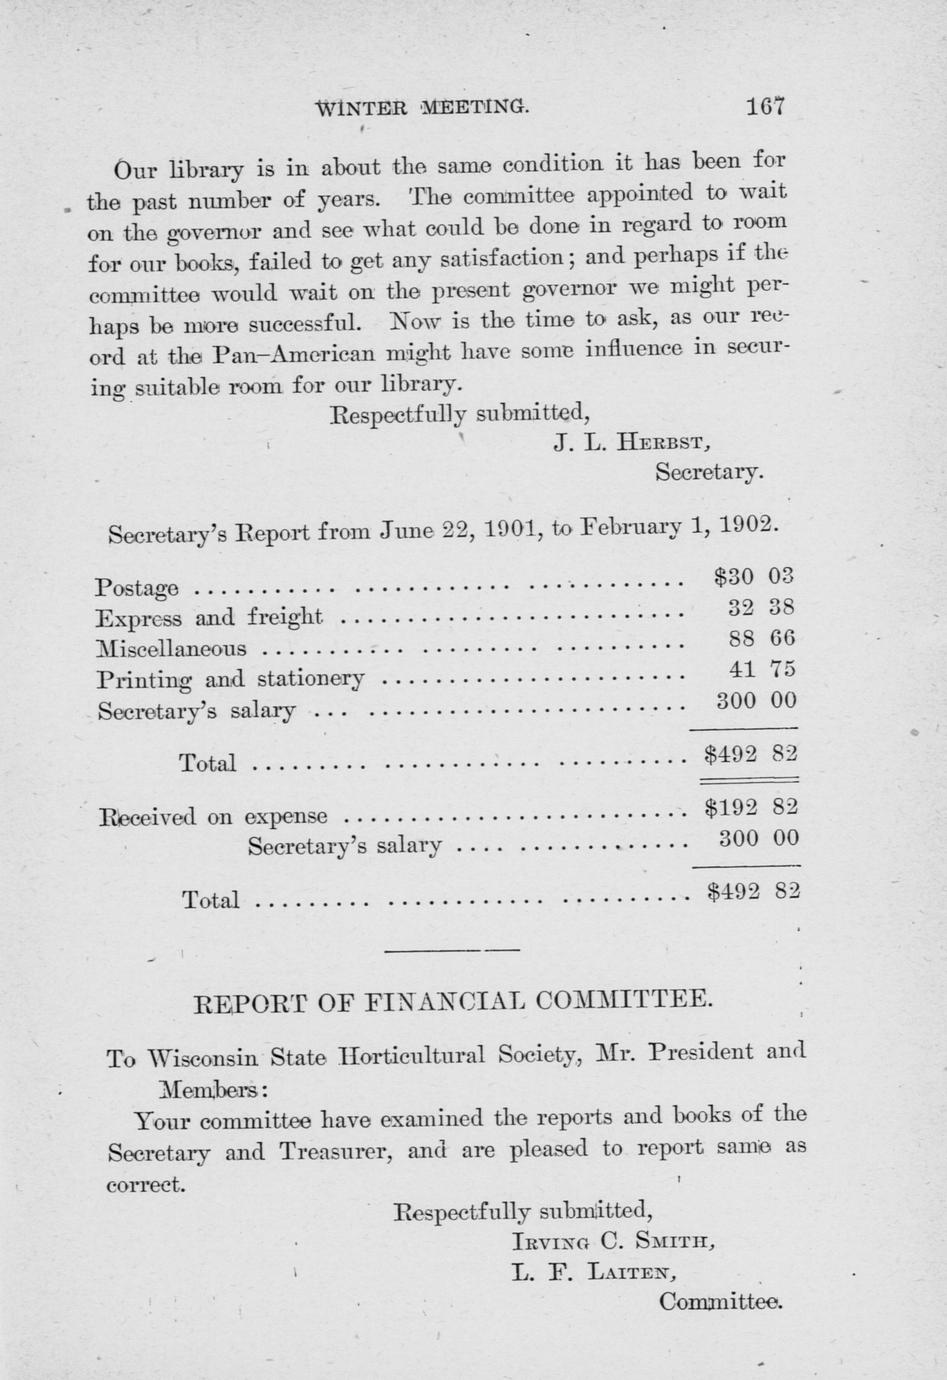 WINTER MEETING. 167
Our library is in about the same condition it has been for
the past number of years. The committee appointed to wait
on the governor and see what could be done in regard to room
for our books, failed to get any satisfaction; and perhaps if the
committee would wait on the present governor we might per-
haps be more successful. Now is the time to ask, as our rec-
ord at the Pan–American might have some influence in secur-
ing suitable room for our library.
Respectfully submitted,
J. L. HERBST,
Secretary.
Secretary's Report from June 22, 1901, to February 1, 1902.
Postage .................................... $30 03
Express and freight .......................... 32 38
Miscellaneous ............................... 88 66
Printing and stationery ....................... 41 75
Secretary's salary ........................... 300 00
Total ............................... $492 82
Received on expense .......................... $192 82
Secretary's salary ................. 300 00
Total ............................... $492 82
REPORT OF FINANCIAL COMMITTEE.
To Wisconsin State Horticultural Society, Mr. President and
Members:
Your committee have examined the reports and books of the
Secretary and Treasurer, and are pleased to report same as
correct.
Respectfully submitted,
IRVING C. SMITH,
L. F. LAITEN,
Committee.